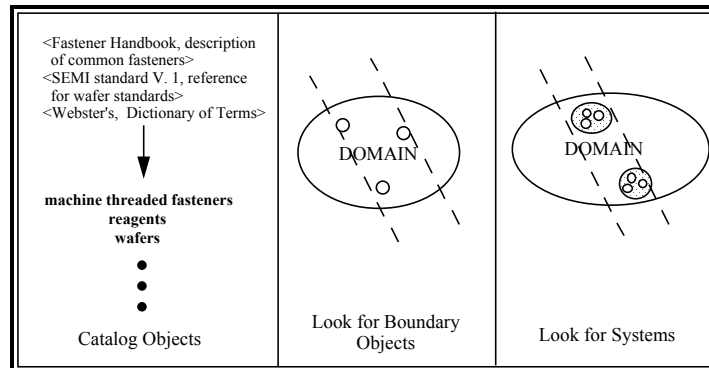 <Fastener Handbook, description
of common fasteners>
<SEMI standard V. 1, reference
for wafer standards>
<Webster's, Dictionary of Terms>
machine threaded fasteners
reagents
wafers
Catalog Objects
DOMAIN
Look for Boundary
Objects
DOMAIN
Look for Systems